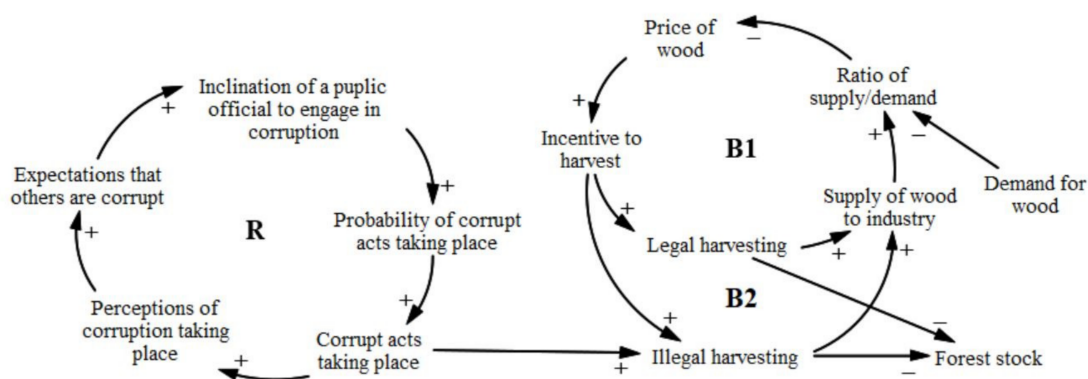 Inclination of a puplic
official to engage in
corruption
+
+
Expectations that
others are corrupt
R
Probability of corrupt
acts taking place
+
+
Perceptions of
corruption taking
place
Corrupt acts
taking place
+
+
Price of
wood
–
Ratio of
supply/demand
+
Incentive to
harvest
B1
+
–
Supply of wood
to industry
Demand for
wood
+
Legal harvesting
+
+
B2
+
–
Illegal harvesting
–
Forest stock